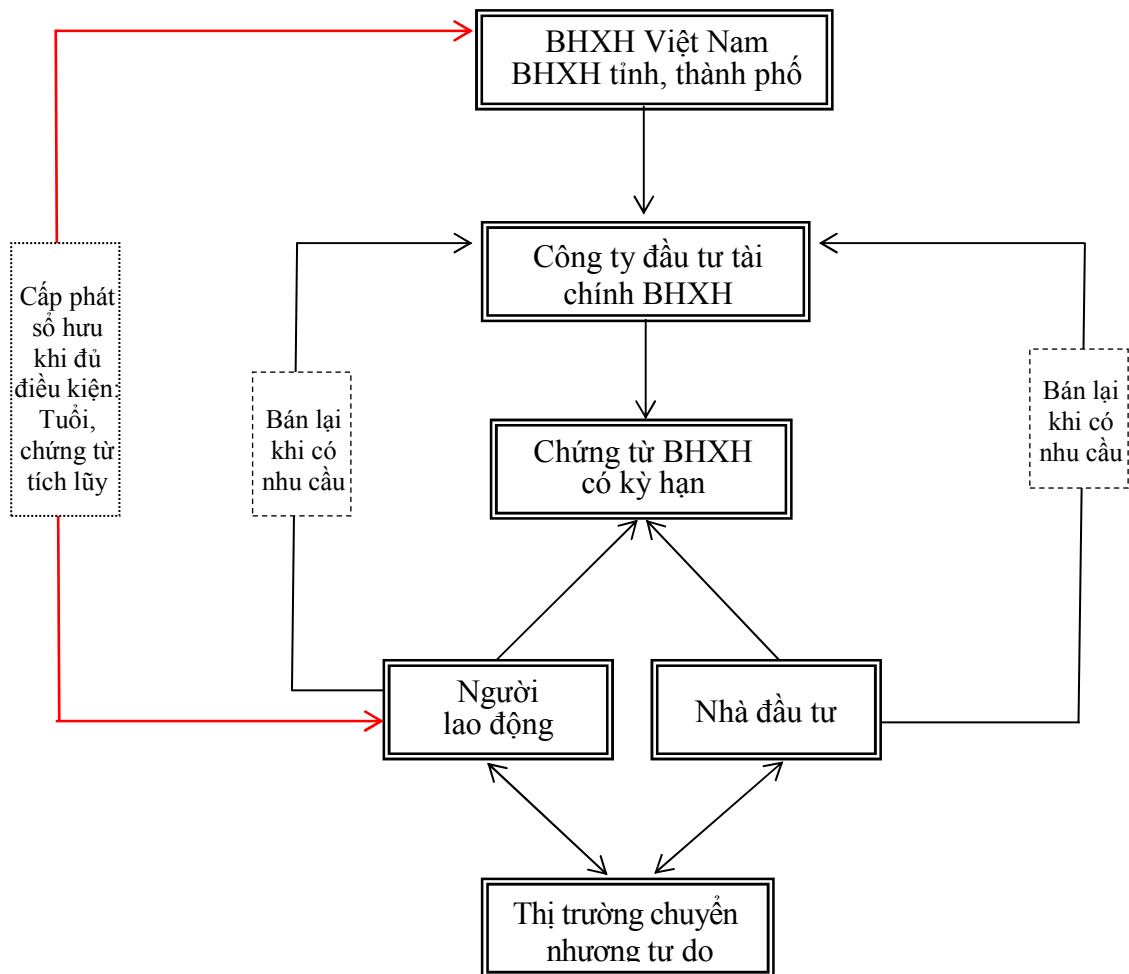 BHXH Việt Nam
BHXH tỉnh, thành phố
Công ty đầu tư tài
chính BHXH
Cấp phát
sổ hưu
khi đủ
điều kiện:
Tuổi,
chứng từ
tích lũy
Bán lại
khi có
nhu cầu
Chứng từ BHXH
có kỳ hạn
Bán lại
khi có
nhu cầu
Người
lao động
Nhà đầu tư
Thị trường chuyển
nhương tư do